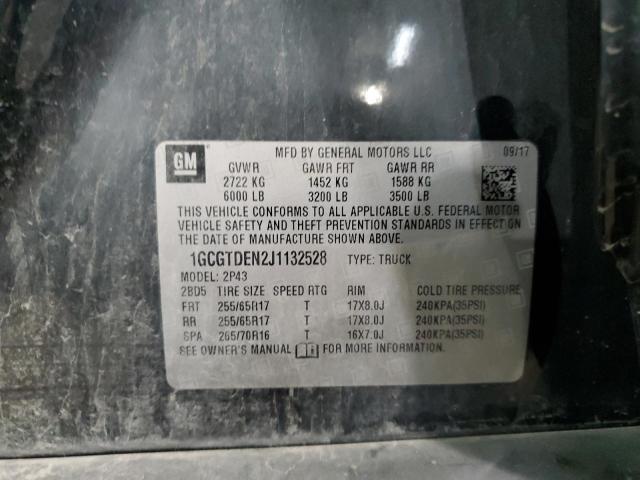 GM
MFD BY GENERAL MOTORS LLC 09/17
GVWR GAWR FRT GAWR RR
2722 KG 1452 KG 1588 KG
6000 LB 3200 LB 3500 LB
THIS VEHICLE CONFORMS TO ALL APPLICABLE U.S. FEDERAL MOTOR
VEHICLE SAFETY AND THEFT PREVENTION STANDARDS IN EFFECT ON
THE DATE OF MANUFACTURE SHOWN ABOVE.
1GCGTDEN2J1132528 TYPE: TRUCK
MODEL: 2P43
2BD5 TIRE SIZE SPEED RTG RIM COLD TIRE PRESSURE
FRT 255/65R17 T 17X8.0J 240KPA(35PSI)
RR 255/65R17 T 17X8.0J 240KPA(35PSI)
SPA 265/70R16 T 16X7.0J 240KPA(35PSI)
SEE OWNER'S MANUAL FOR MORE INFORMATION.